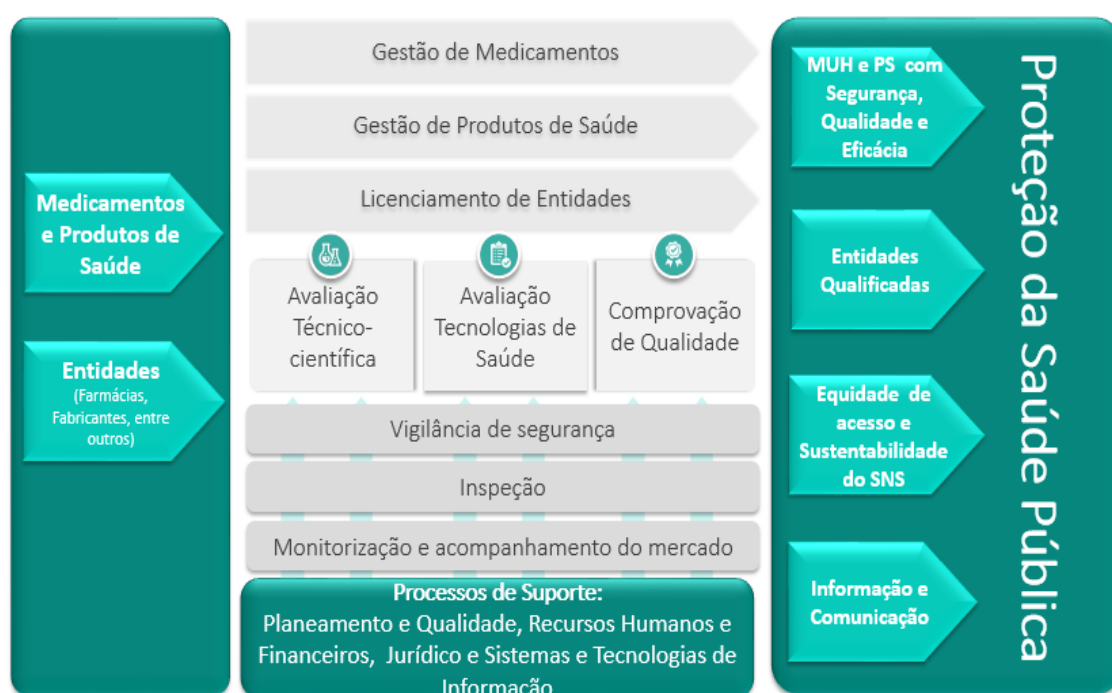 Medicamentos
e Produtos de
Saúde
Entidades
(Farmácias,
Fabricantes, entre
outros)
Gestão de Medicamentos
Gestão de Produtos de Saúde
Licenciamento de Entidades
Avaliação
Técnico-
científica
Avaliação
Tecnologias de
Saúde
Comprovação
de Qualidade
Vigilância de segurança
Inspeção
Monitorização e acompanhamento do mercado
Processos de Suporte:
Planeamento e Qualidade, Recursos Humanos e
Financeiros, Jurídico e Sistemas e Tecnologias de
Informação
MUH e PS com
Segurança,
Qualidade e
Eficácia
Entidades
Qualificadas
Equidade de
acesso e
Sustentabilidade
do SNS
Informação e
Comunicação
Proteção da Saúde Pública